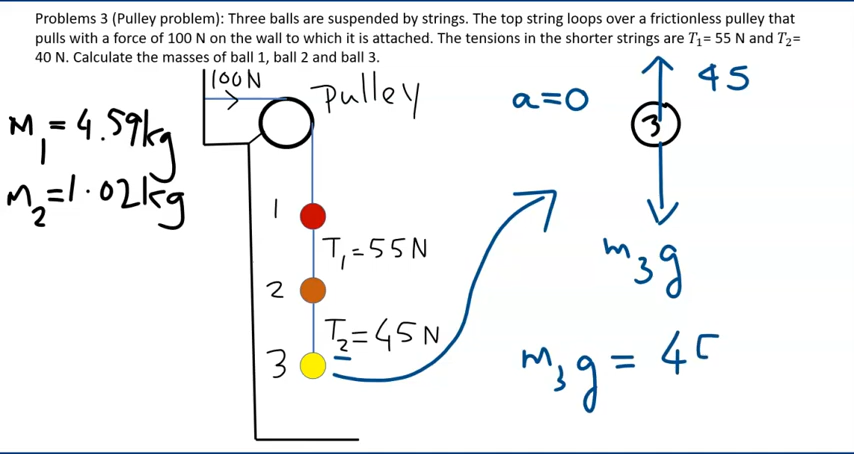 Problems 3 (Pulley problem): Three balls are suspended by strings. The top string loops over a frictionless pulley that
pulls with a force of 100 N on the wall to which it is attached. The tensions in the shorter strings are T₁= 55 N and T₂=
40 N. Calculate the masses of ball 1, ball 2 and ball 3.
100N
Pulley
a=0
45
3
M₁ = 4.59kg
M₂=1.02kg
1
T₁=55N
2
T₂=45N
3
m₃g
m₃g = 45